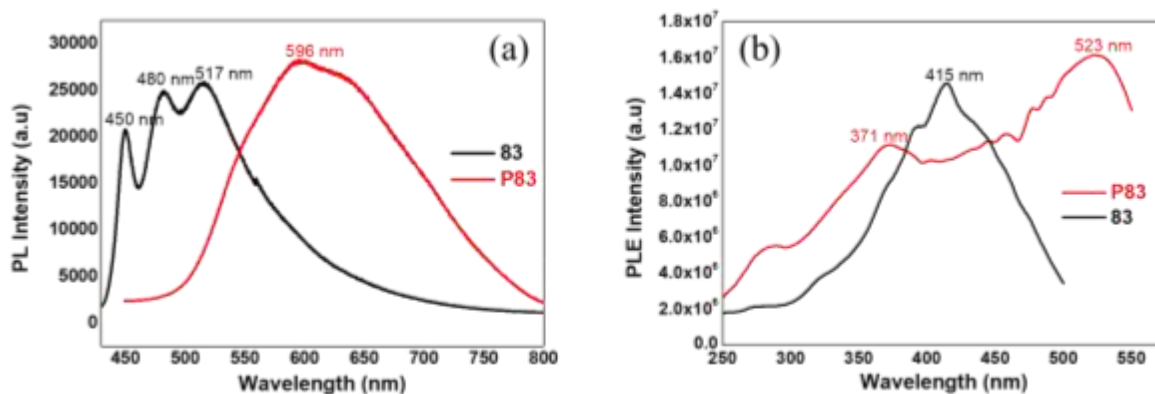 (a)
PL Intensity (a.u)
30000
25000
20000
15000
10000
5000
0
450 nm
480 nm
517 nm
596 nm
83
P83
450 500 550 600 650 700 750 800
Wavelength (nm)
(b)
PLE Intensity (a.u)
1.8x10⁷
1.6x10⁷
1.4x10⁷
1.2x10⁷
1.0x10⁷
8.0x10⁶
6.0x10⁶
4.0x10⁶
2.0x10⁶
0.0
371 nm
415 nm
523 nm
P83
83
250 300 350 400 450 500 550
Wavelength (nm)